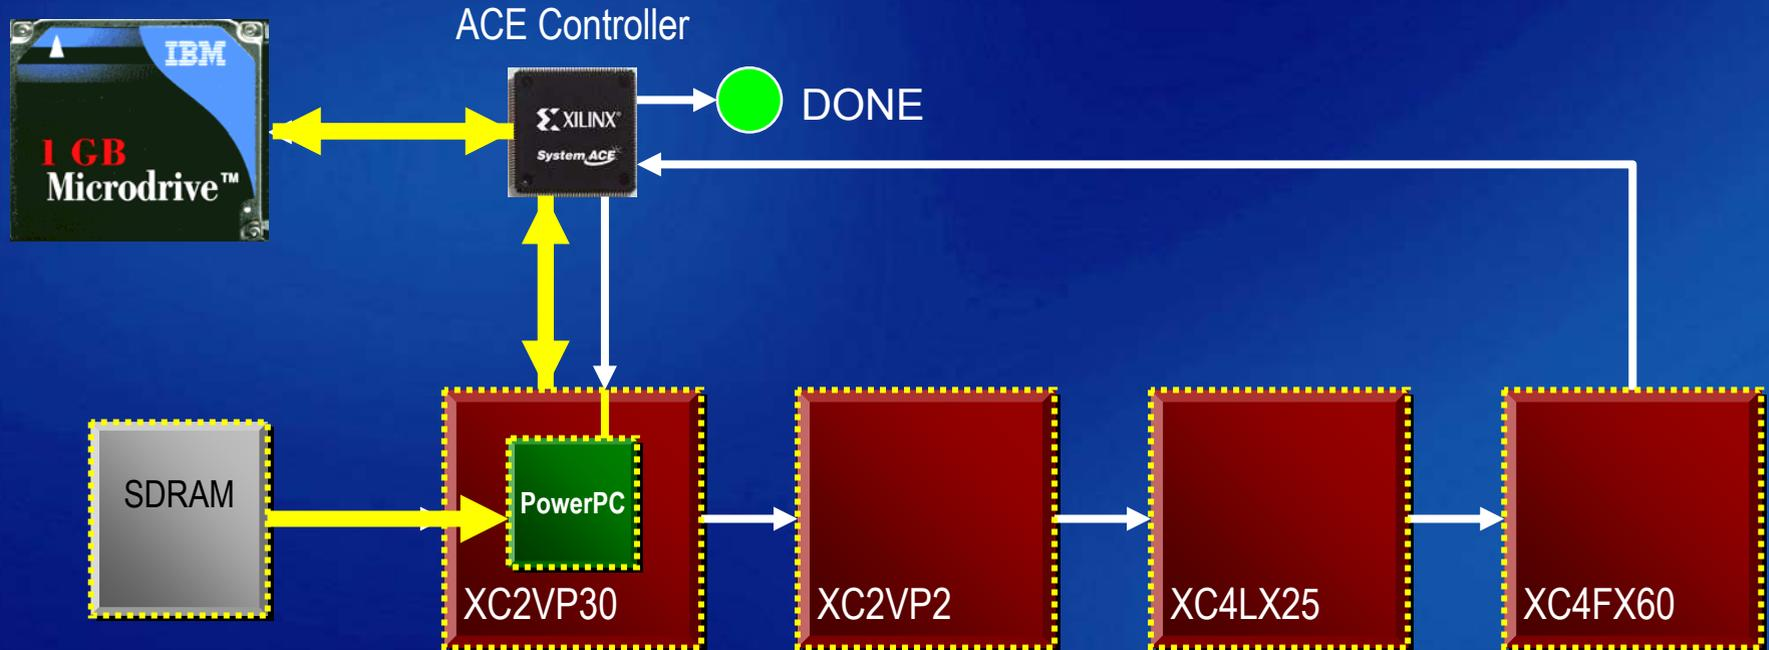 ACE Controller
IBM
1 GB
Microdrive™
XILINX®
System ACE
DONE
SDRAM
PowerPC
XC2VP30
XC2VP2
XC4LX25
XC4FX60